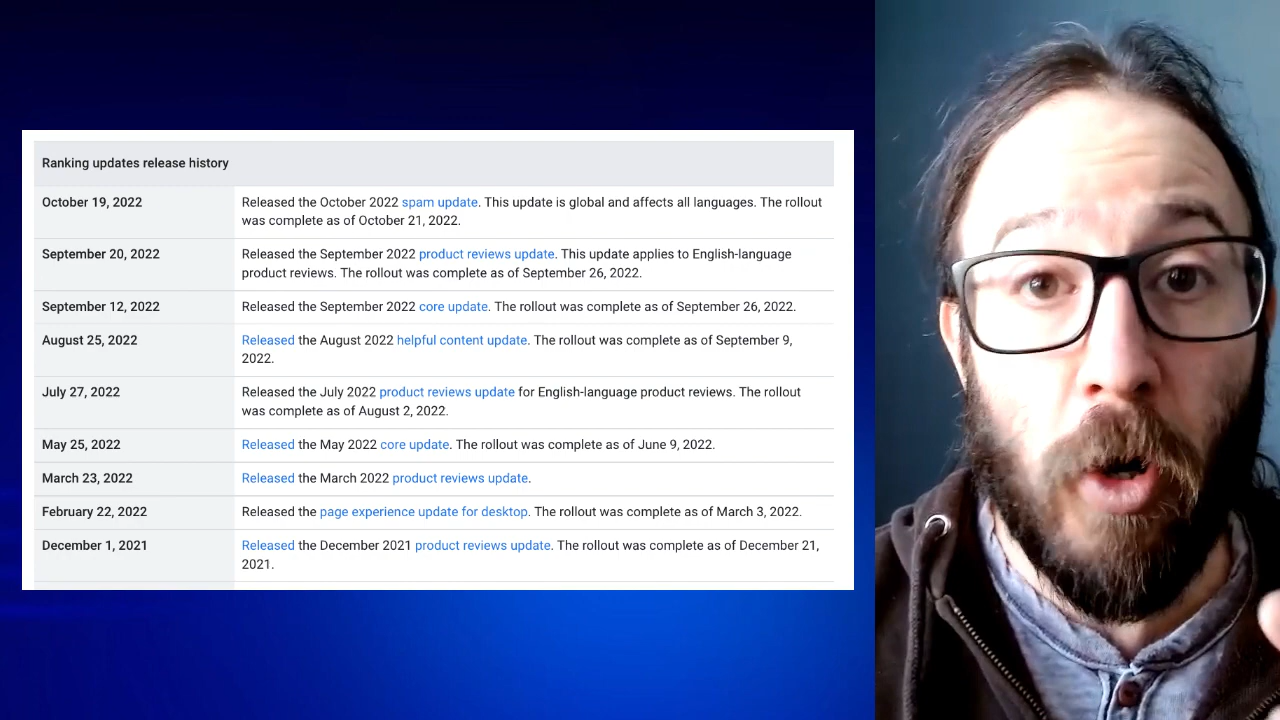 Ranking updates release history
October 19, 2022
Released the October 2022 spam update. This update is global and affects all languages. The rollout
was complete as of October 21, 2022.
September 20, 2022
Released the September 2022 product reviews update. This update applies to English-language
product reviews. The rollout was complete as of September 26, 2022.
September 12, 2022
Released the September 2022 core update. The rollout was complete as of September 26, 2022.
August 25, 2022
Released the August 2022 helpful content update. The rollout was complete as of September 9,
2022.
July 27, 2022
Released the July 2022 product reviews update for English-language product reviews. The rollout
was complete as of August 2, 2022.
May 25, 2022
Released the May 2022 core update. The rollout was complete as of June 9, 2022.
March 23, 2022
Released the March 2022 product reviews update.
February 22, 2022
Released the page experience update for desktop. The rollout was complete as of March 3, 2022.
December 1, 2021
Released the December 2021 product reviews update. The rollout was complete as of December 21,
2021.